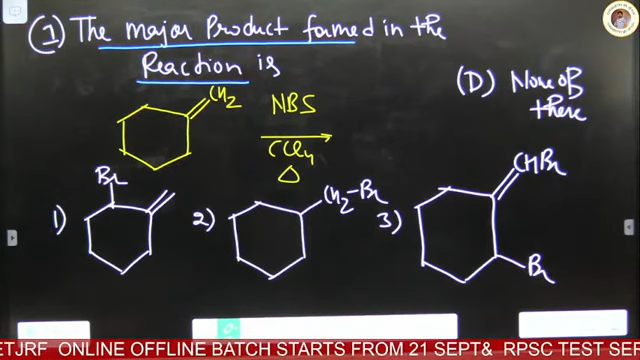 (1) The major Product formed in the
Reaction is
CH2
NBS
CCl4
Δ
(D) None of
there
1)
Br
2)
CH2-Br
3)
CHBr
Br
ETJRF ONLINE OFFLINE BATCH STARTS FROM 21 SEPT& RPSC TEST SER